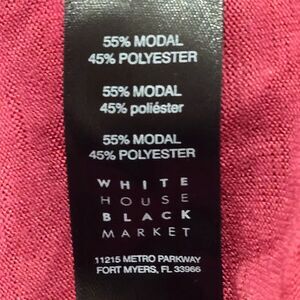 55% MODAL
45% POLYESTER
55% MODAL
45% poliéster
55% MODAL
45% POLYESTER
WHITE
HOUSE
BLACK
MARKET
11215 METRO PARKWAY
FORT MYERS, FL 33966